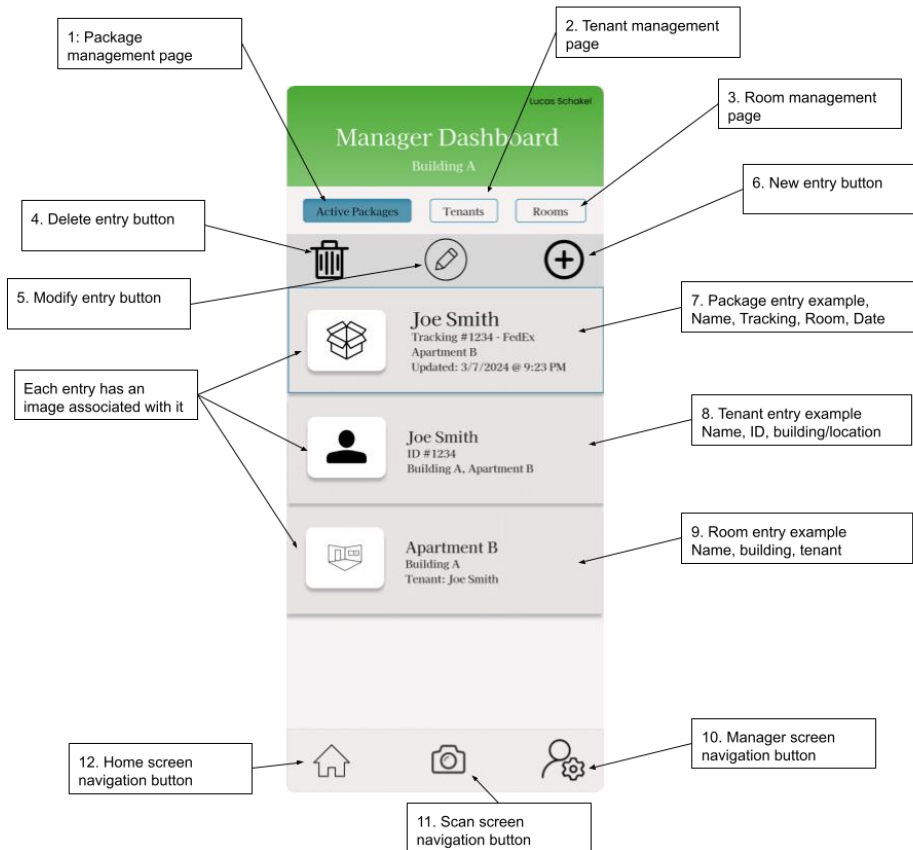 1: Package
management page
2. Tenant management
page
3. Room management
page
Lucas Schakel
Manager Dashboard
Building A
6. New entry button
Active Packages
Tenants
Rooms
4. Delete entry button
5. Modify entry button
7. Package entry example,
Name, Tracking, Room, Date
Joe Smith
Tracking #1234 - FedEx
Apartment B
Updated: 3/7/2024 @ 9:23 PM
Each entry has an
image associated with it
8. Tenant entry example
Name, ID, building/location
Joe Smith
ID #1234
Building A, Apartment B
9. Room entry example
Name, building, tenant
Apartment B
Building A
Tenant: Joe Smith
10. Manager screen
navigation button
12. Home screen
navigation button
11. Scan screen
navigation button